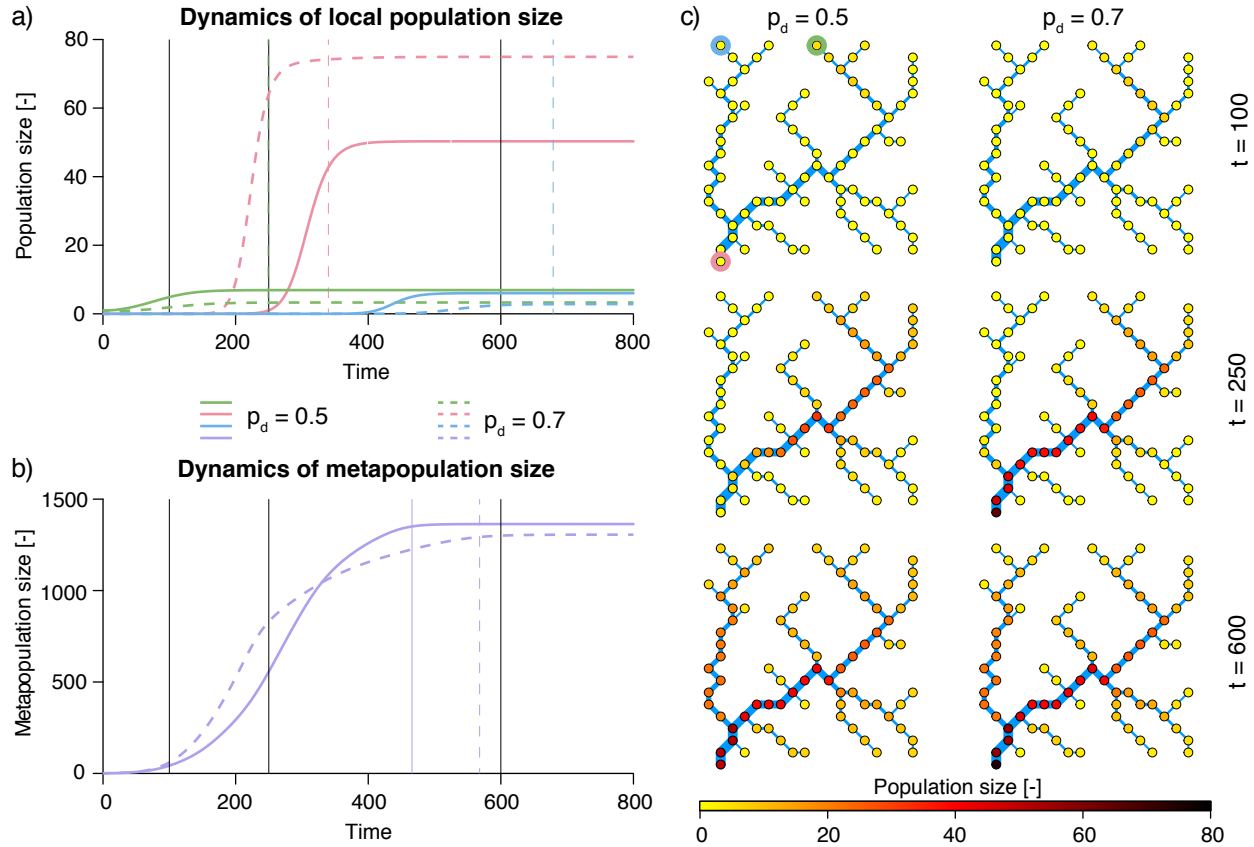 a)
Dynamics of local population size
Population size [-]
80
60
40
20
0
0 200 400 600 800
Time
p_d = 0.5
p_d = 0.7
b)
Dynamics of metapopulation size
Metapopulation size [-]
1500
1000
500
0
0 200 400 600 800
Time
c)
p_d = 0.5
p_d = 0.7
t = 100
t = 250
t = 600
Population size [-]
0 20 40 60 80